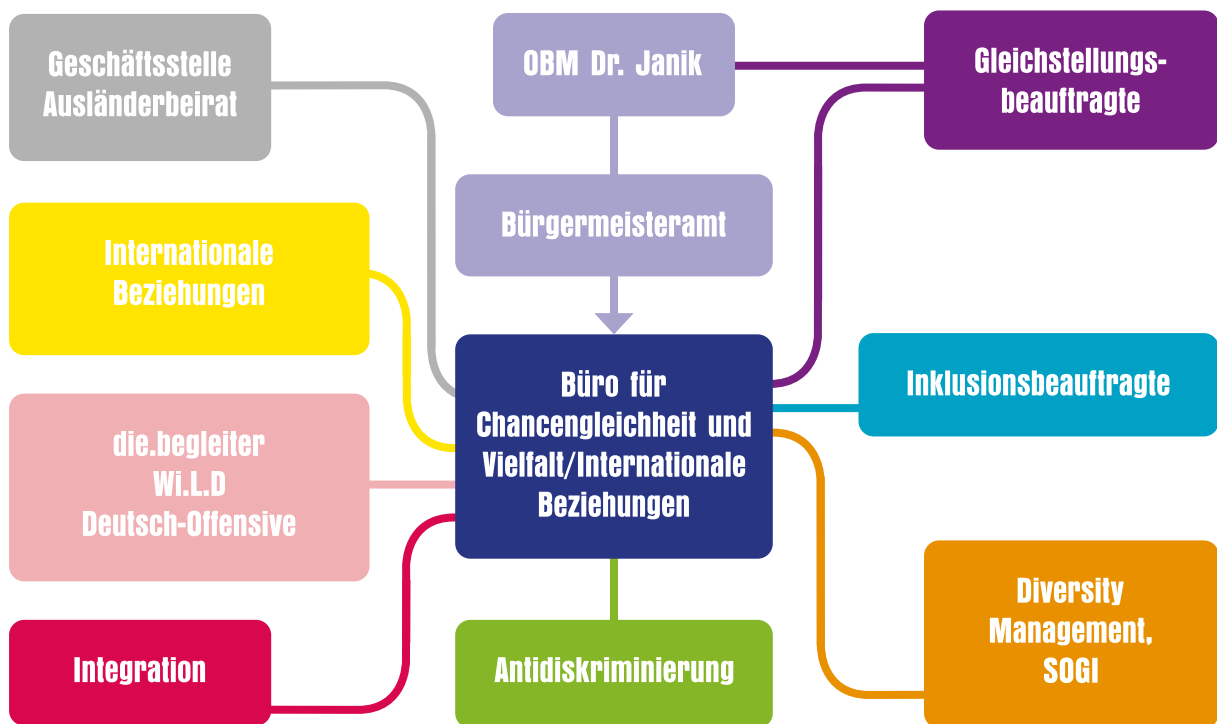 Geschäftsstelle
Ausländerbeirat
OBM Dr. Janik
Gleichstellungs-
beauftragte
Bürgermeisteramt
Internationale
Beziehungen
Büro für
Chancengleichheit und
Vielfalt/Internationale
Beziehungen
Inklusionsbeauftragte
die.begleiter
Wi.L.D
Deutsch-Offensive
Integration
Antidiskriminierung
Diversity
Management,
SOGI